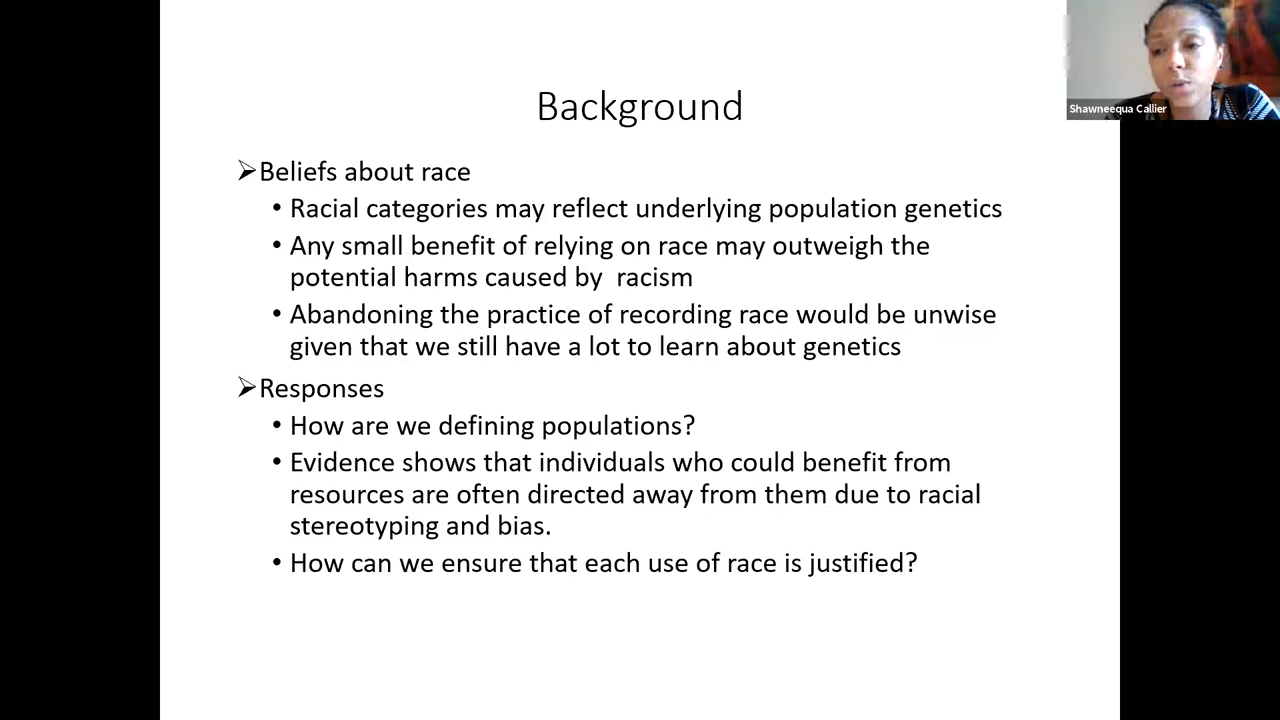 Shawneequa Callier
Background
➢Beliefs about race
• Racial categories may reflect underlying population genetics
• Any small benefit of relying on race may outweigh the
potential harms caused by  racism
• Abandoning the practice of recording race would be unwise
given that we still have a lot to learn about genetics
➢Responses
• How are we defining populations?
• Evidence shows that individuals who could benefit from
resources are often directed away from them due to racial
stereotyping and bias.
• How can we ensure that each use of race is justified?